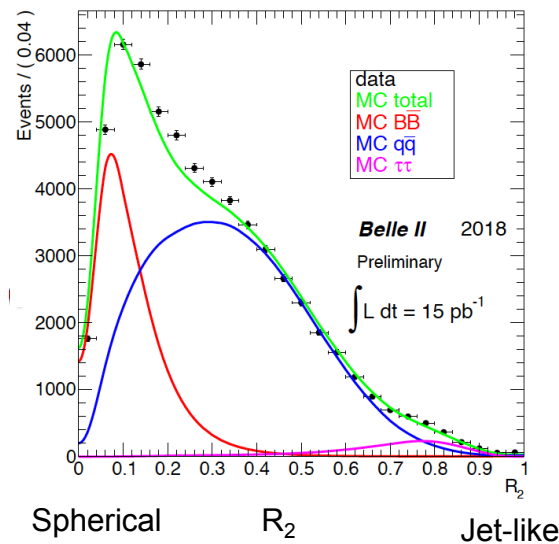 Events / ( 0.04 )
6000
5000
4000
3000
2000
1000
0
data
MC total
MC BB̅
MC qq̅
MC ττ
Belle II 2018
Preliminary
∫ L dt = 15 pb⁻¹
0 0.1 0.2 0.3 0.4 0.5 0.6 0.7 0.8 0.9 1
R₂
Spherical R₂ Jet-like